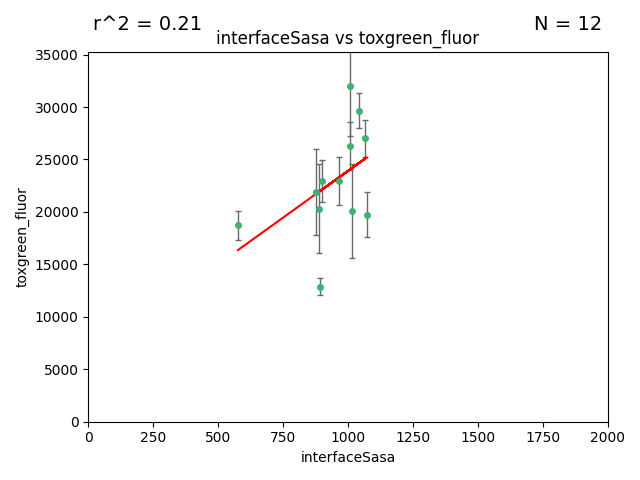 r^2 = 0.21
N = 12
interfaceSasa vs toxgreen_fluor
35000
30000
25000
20000
15000
10000
5000
0
toxgreen_fluor
0 250 500 750 1000 1250 1500 1750 2000
interfaceSasa